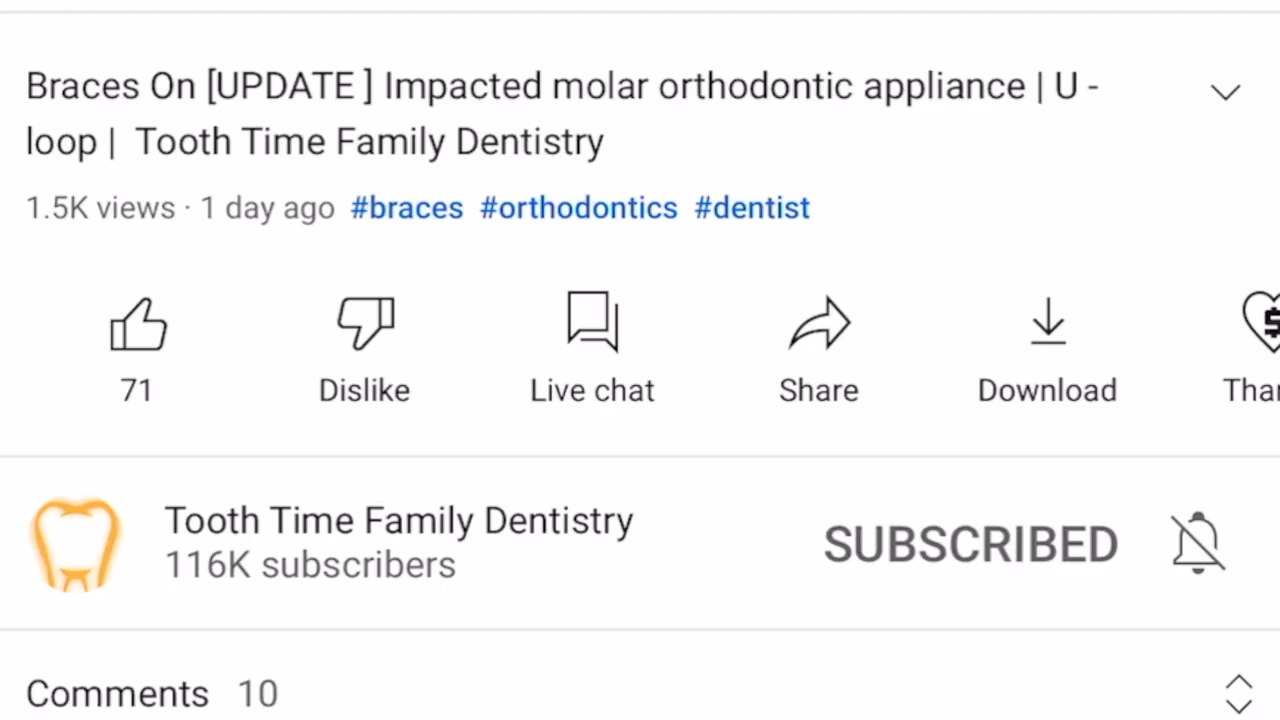 Braces On [UPDATE ] Impacted molar orthodontic appliance | U -
loop |  Tooth Time Family Dentistry
1.5K views · 1 day ago #braces #orthodontics #dentist
71 Dislike Live chat Share Download Than
Tooth Time Family Dentistry
116K subscribers
SUBSCRIBED
Comments 10